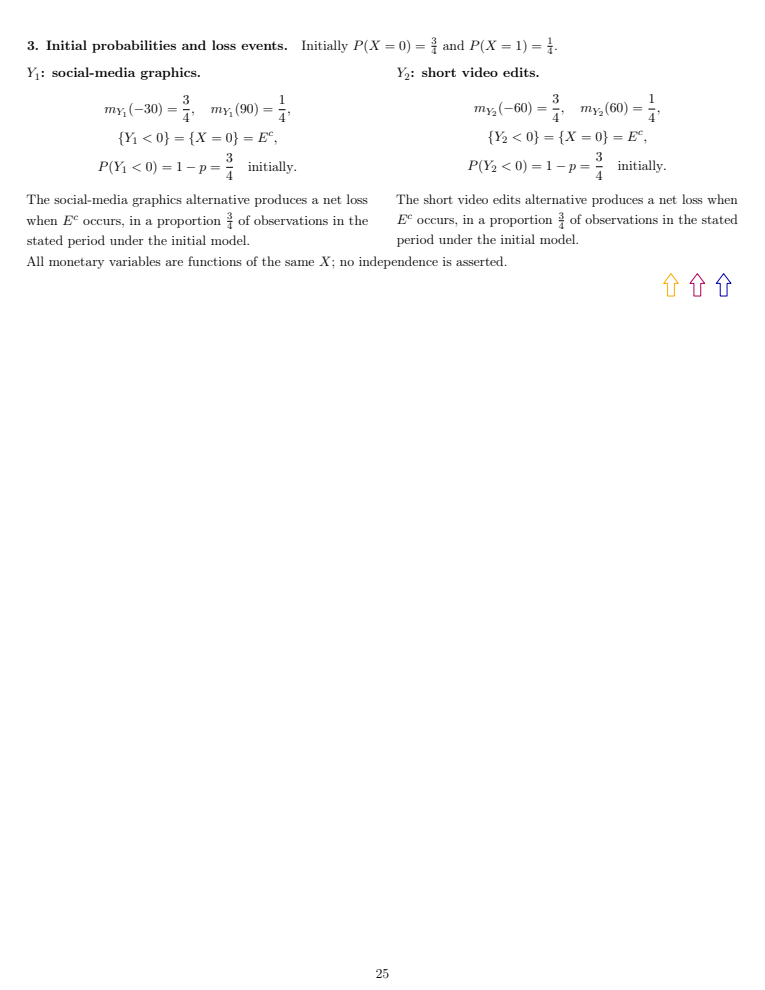 3. Initial probabilities and loss events. Initially P(X = 0) = 3/4 and P(X = 1) = 1/4.
Y₁: social-media graphics.
m_{Y₁}(−30) = 3/4, m_{Y₁}(90) = 1/4,
{Y₁ < 0} = {X = 0} = Eᶜ,
P(Y₁ < 0) = 1 − p = 3/4 initially.
The social-media graphics alternative produces a net loss
when Eᶜ occurs, in a proportion 3/4 of observations in the
stated period under the initial model.
Y₂: short video edits.
m_{Y₂}(−60) = 3/4, m_{Y₂}(60) = 1/4,
{Y₂ < 0} = {X = 0} = Eᶜ,
P(Y₂ < 0) = 1 − p = 3/4 initially.
The short video edits alternative produces a net loss when
Eᶜ occurs, in a proportion 3/4 of observations in the stated
period under the initial model.
All monetary variables are functions of the same X; no independence is asserted.
25